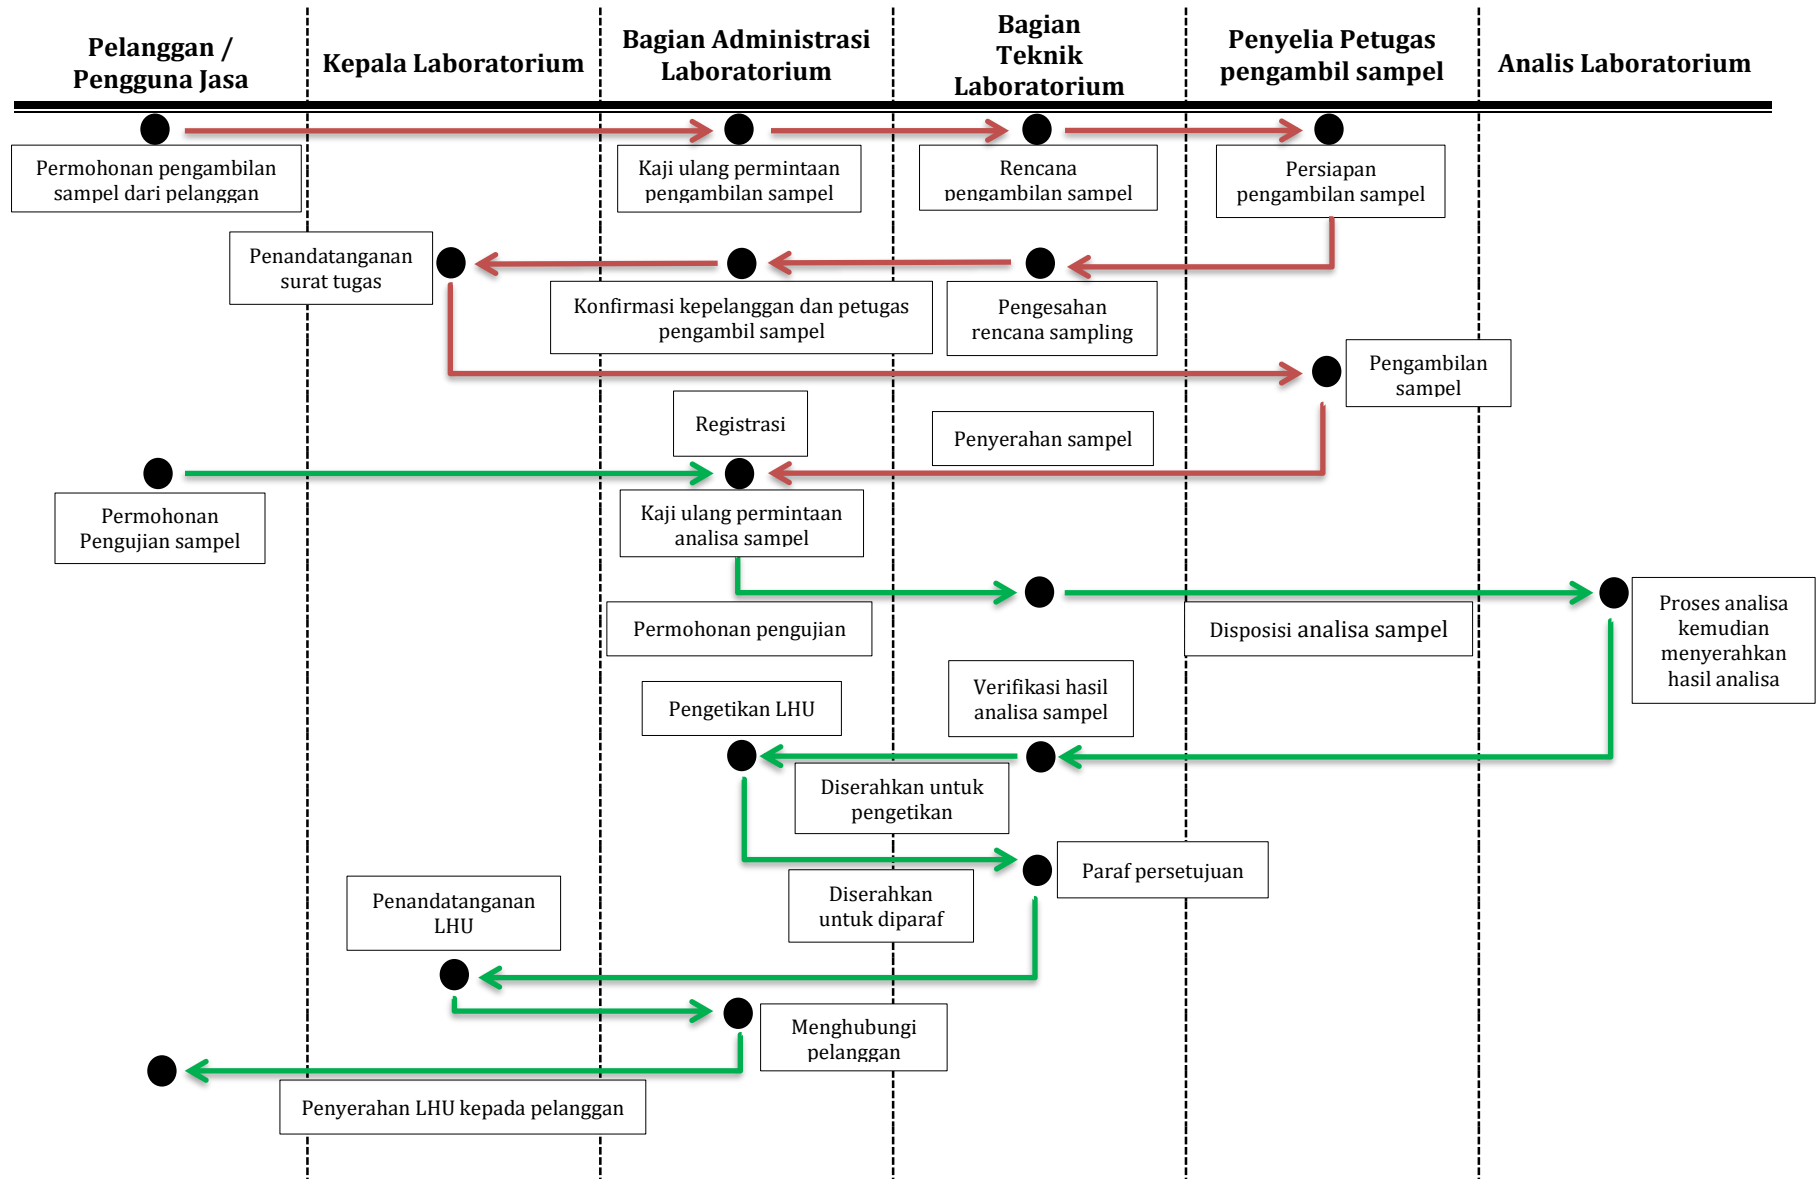 Pelanggan /
Pengguna Jasa
Kepala Laboratorium
Bagian Administrasi
Laboratorium
Bagian
Teknik
Laboratorium
Penyelia Petugas
pengambil sampel
Analis Laboratorium
Permohonan pengambilan
sampel dari pelanggan
Kaji ulang permintaan
pengambilan sampel
Rencana
pengambilan sampel
Persiapan
pengambilan sampel
Penandatanganan
surat tugas
Konfirmasi kepelanggan dan petugas
pengambil sampel
Pengesahan
rencana sampling
Pengambilan
sampel
Registrasi
Penyerahan sampel
Permohonan
Pengujian sampel
Kaji ulang permintaan
analisa sampel
Permohonan pengujian
Disposisi analisa sampel
Proses analisa
kemudian
menyerahkan
hasil analisa
Pengetikan LHU
Verifikasi hasil
analisa sampel
Diserahkan untuk
pengetikan
Paraf persetujuan
Diserahkan
untuk diparaf
Penandatanganan
LHU
Menghubungi
pelanggan
Penyerahan LHU kepada pelanggan